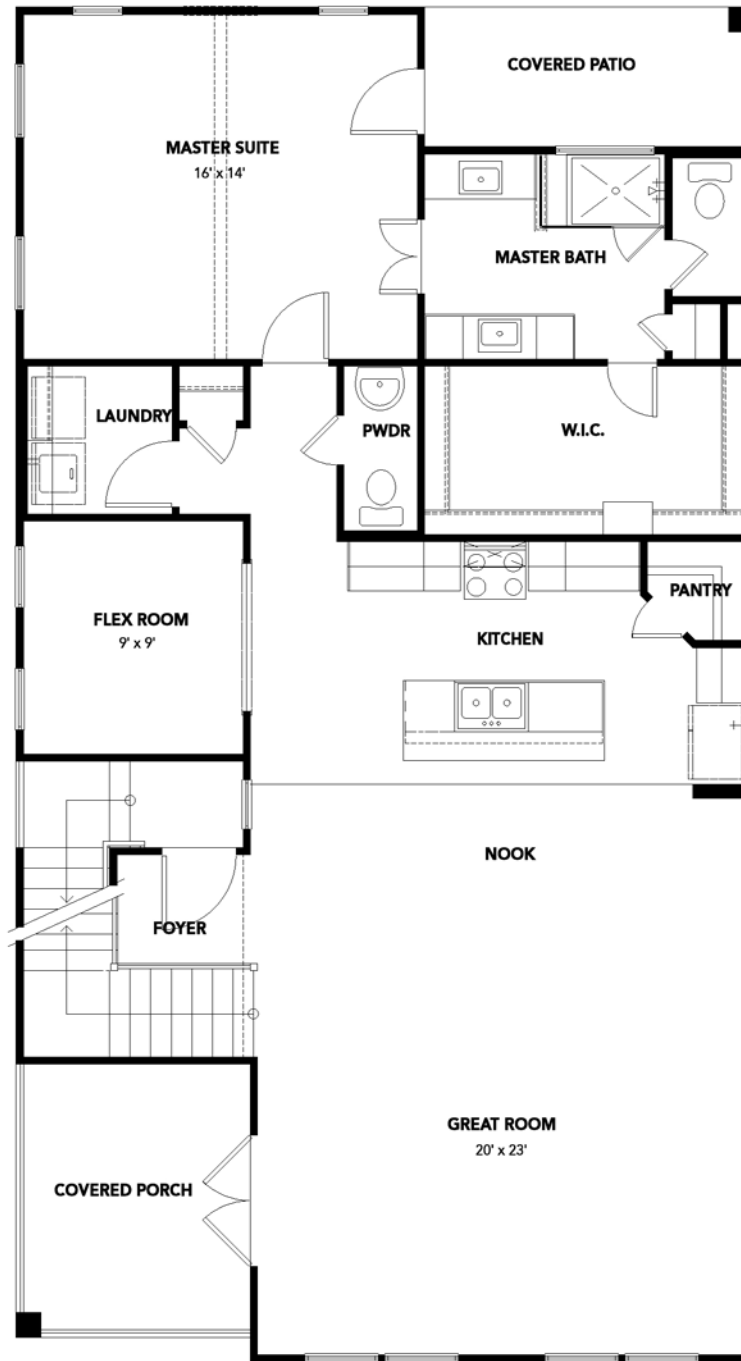 COVERED PATIO
MASTER SUITE
16' x 14'
MASTER BATH
LAUNDRY
PWDR
W.I.C.
FLEX ROOM
9' x 9'
PANTRY
KITCHEN
NOOK
FOYER
GREAT ROOM
20' x 23'
COVERED PORCH